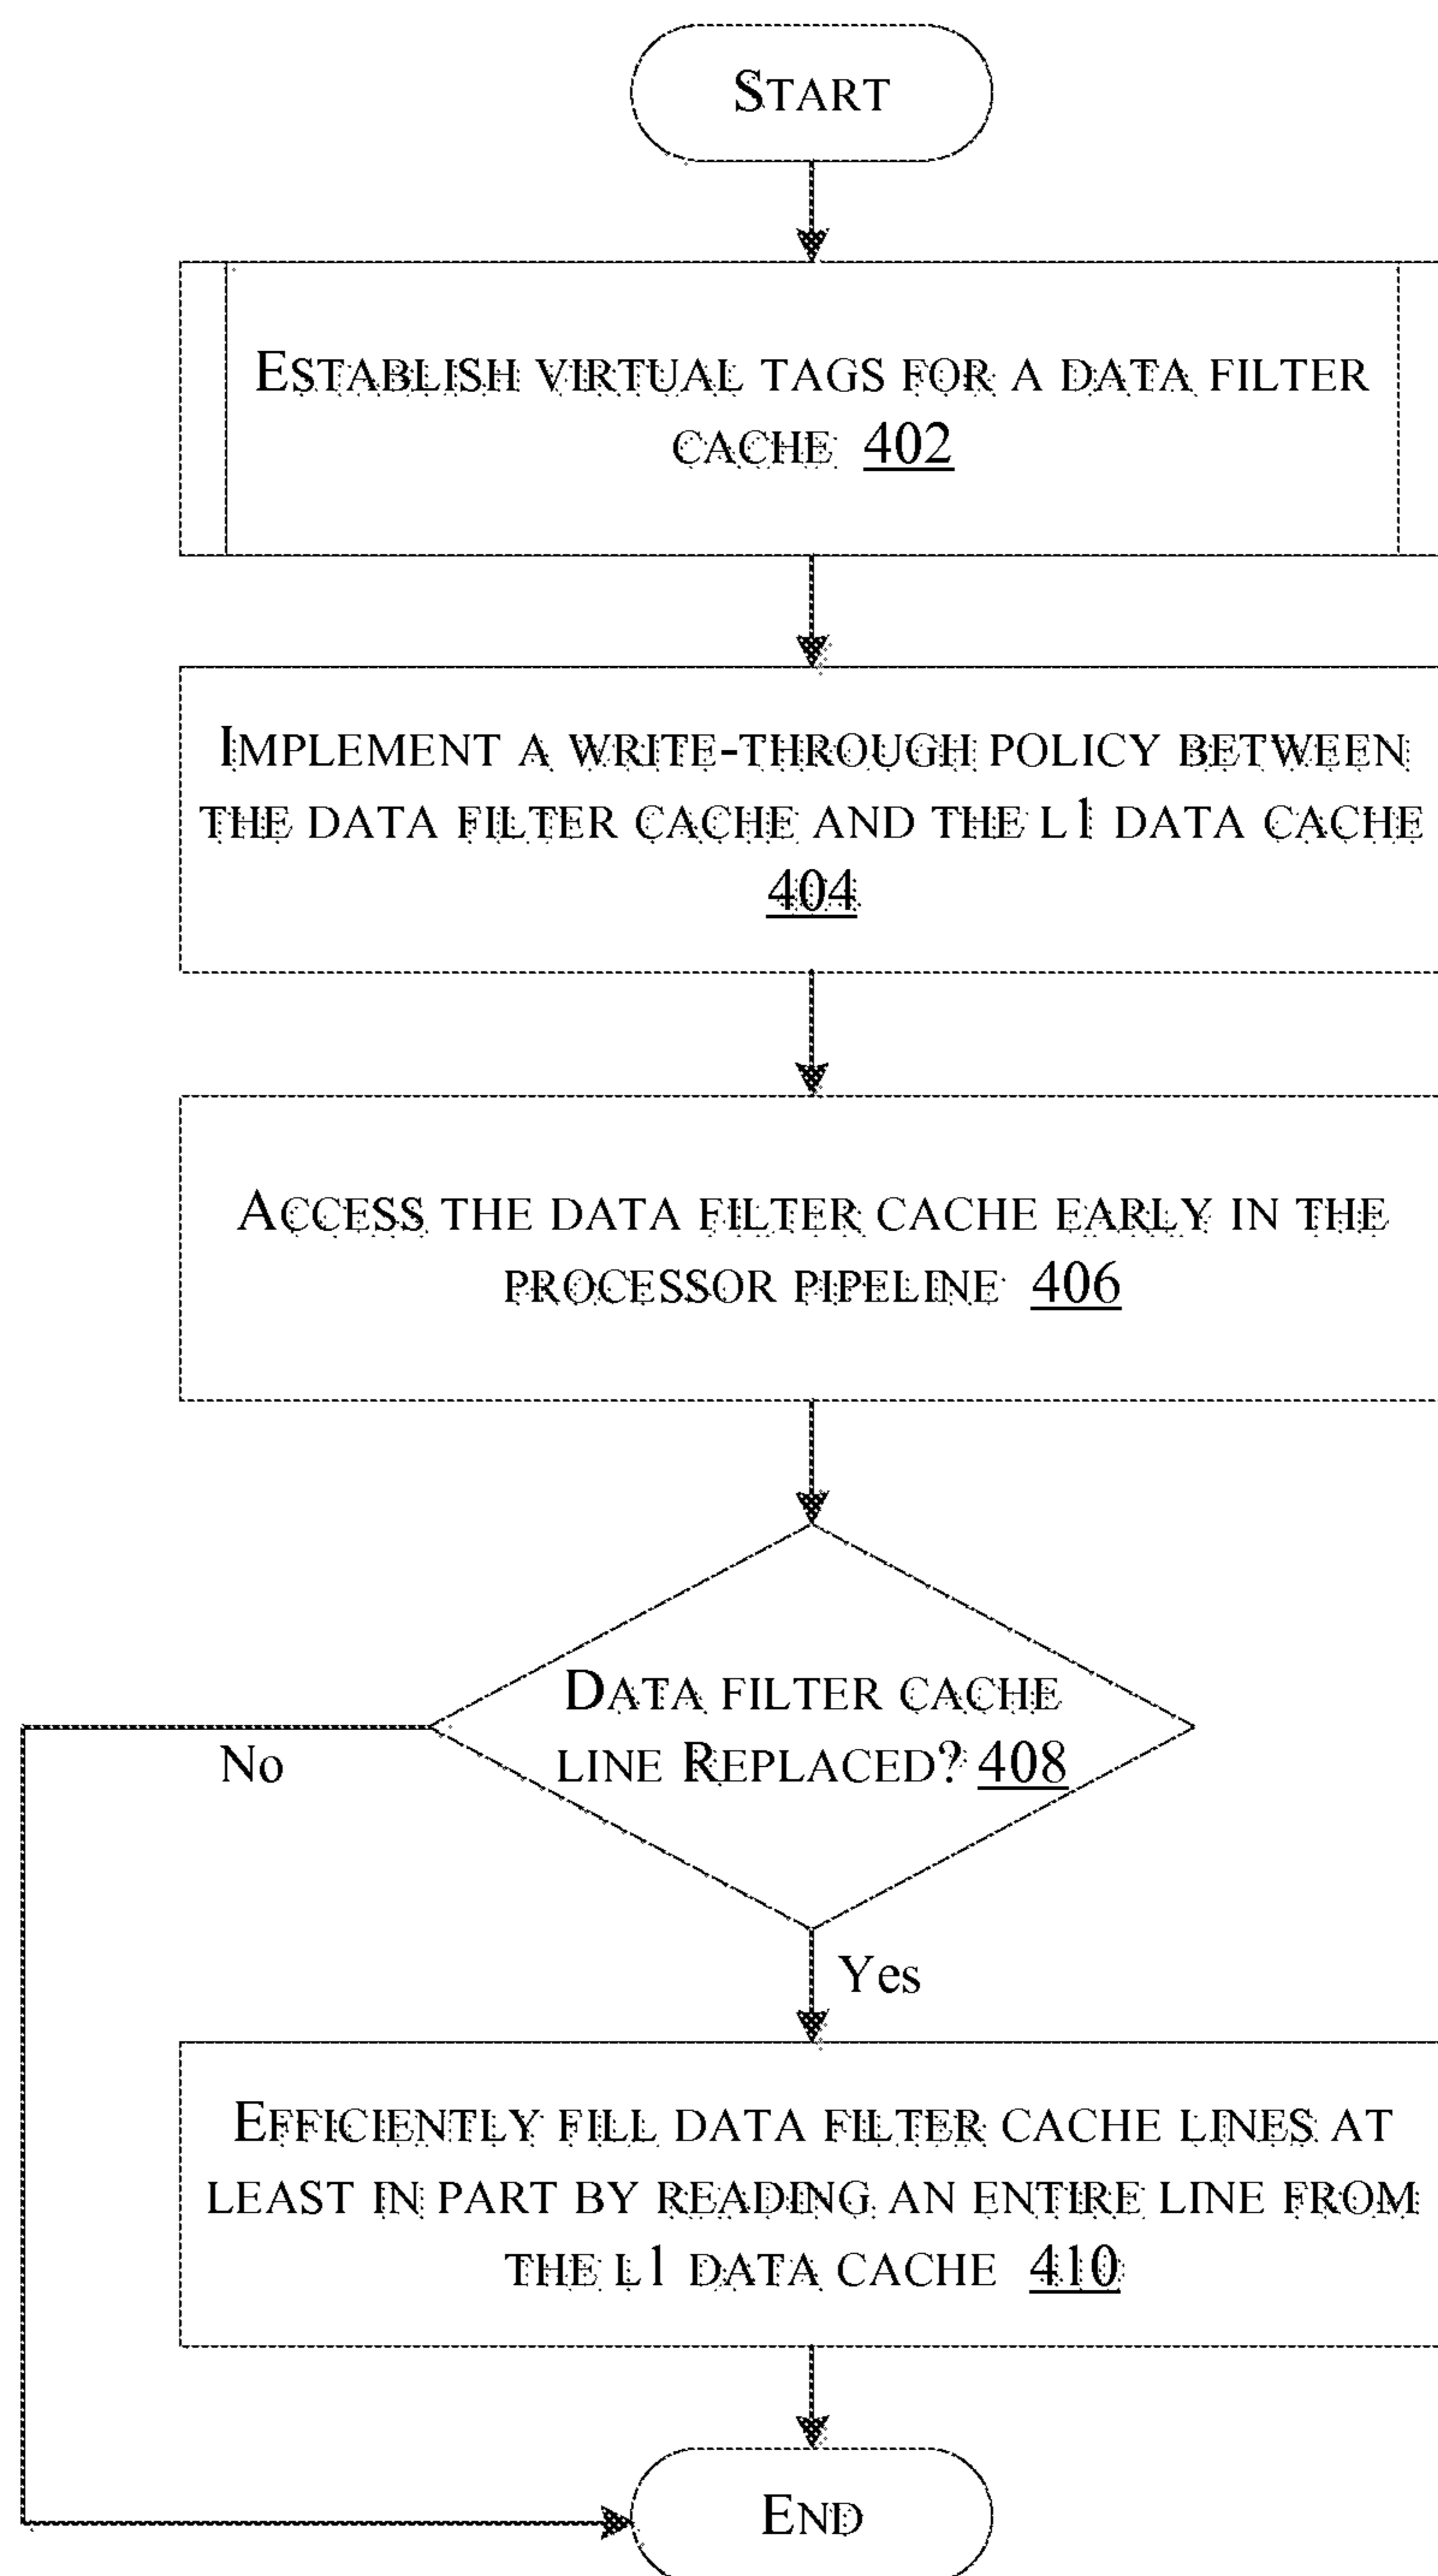 START
ESTABLISH VIRTUAL TAGS FOR A DATA FILTER
CACHE 402
IMPLEMENT A WRITE-THROUGH POLICY BETWEEN
THE DATA FILTER CACHE AND THE L1 DATA CACHE
404
ACCESS THE DATA FILTER CACHE EARLY IN THE
PROCESSOR PIPELINE 406
DATA FILTER CACHE
LINE REPLACED? 408
No
Yes
EFFICIENTLY FILL DATA FILTER CACHE LINES AT
LEAST IN PART BY READING AN ENTIRE LINE FROM
THE L1 DATA CACHE 410
END